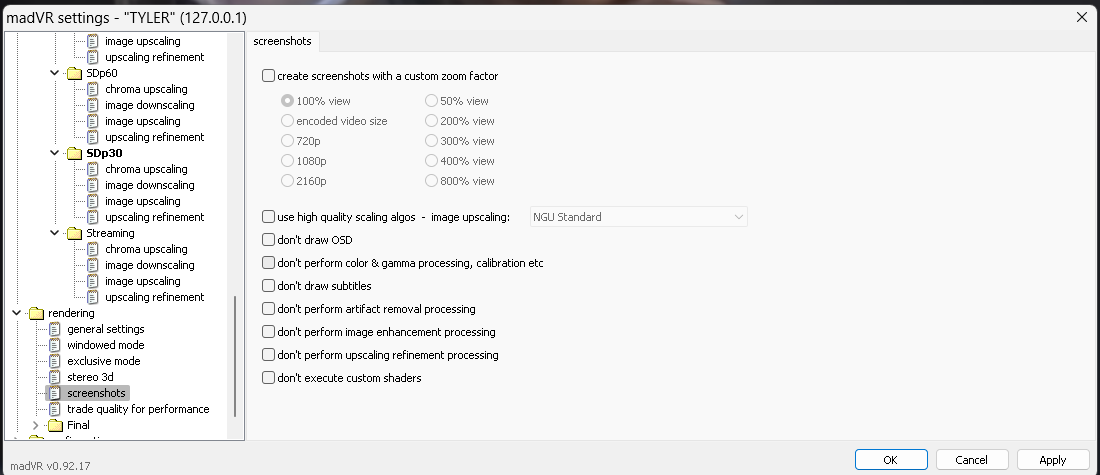 madVR settings - "TYLER" (127.0.0.1)
image upscaling
upscaling refinement
SDp60
chroma upscaling
image downscaling
image upscaling
upscaling refinement
SDp30
chroma upscaling
image downscaling
image upscaling
upscaling refinement
Streaming
chroma upscaling
image downscaling
image upscaling
upscaling refinement
rendering
general settings
windowed mode
exclusive mode
stereo 3d
screenshots
trade quality for performance
Final
screenshots
create screenshots with a custom zoom factor
100% view 50% view
encoded video size 200% view
720p 300% view
1080p 400% view
2160p 800% view
use high quality scaling algos - image upscaling: NGU Standard
don't draw OSD
don't perform color & gamma processing, calibration etc
don't draw subtitles
don't perform artifact removal processing
don't perform image enhancement processing
don't perform upscaling refinement processing
don't execute custom shaders
madVR v0.92.17
OK Cancel Apply